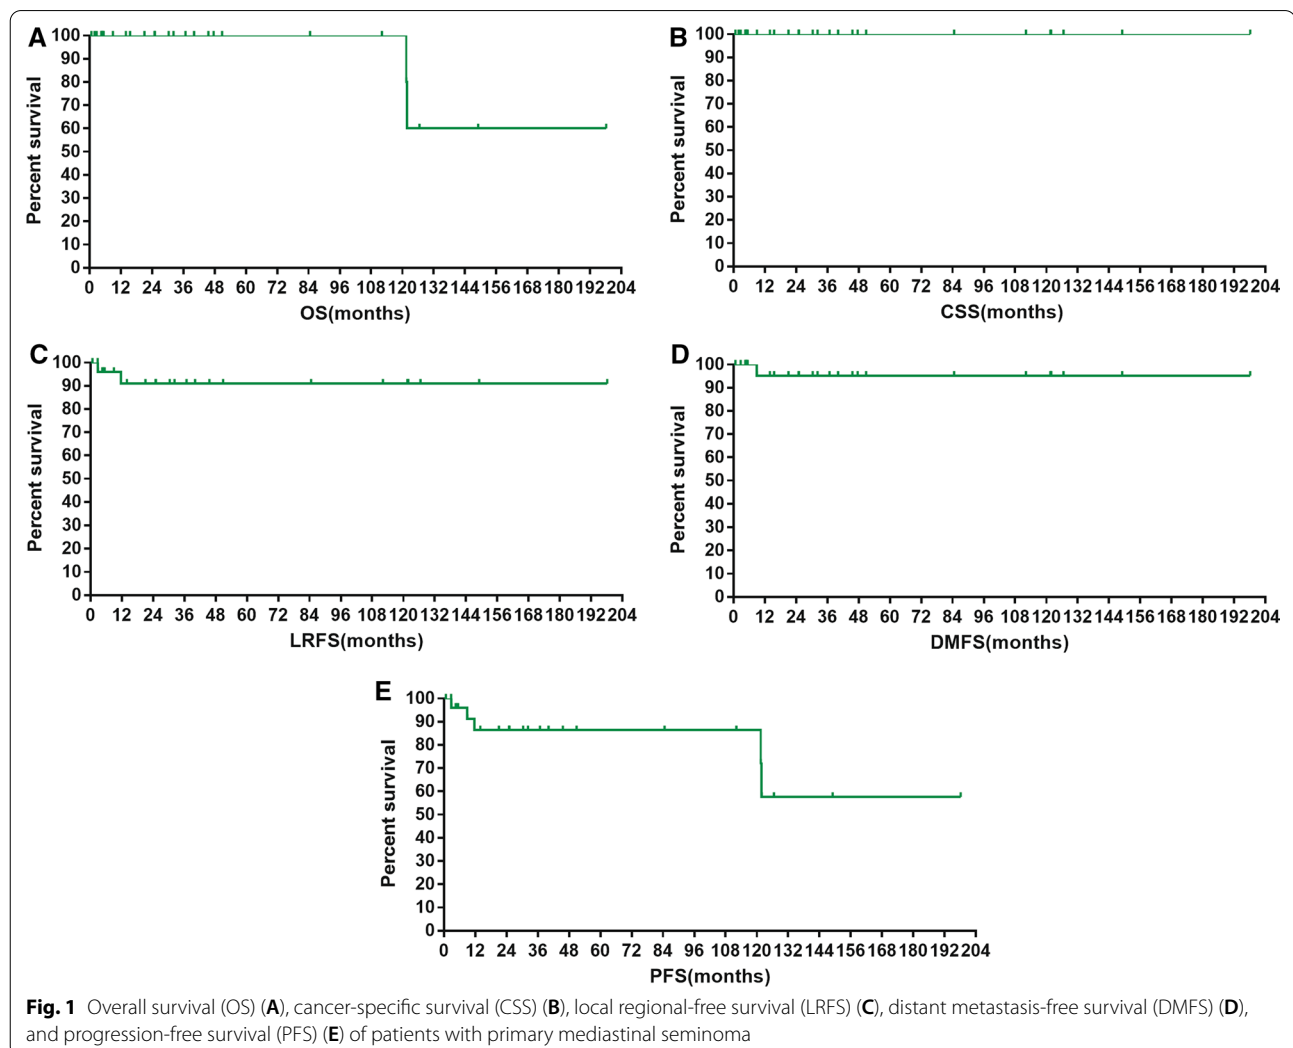 A
Percent survival
100
90
80
70
60
50
40
30
20
10
0
0 12 24 36 48 60 72 84 96 108 120 132 144 156 168 180 192 204
OS(months)
B
Percent survival
100
90
80
70
60
50
40
30
20
10
0
0 12 24 36 48 60 72 84 96 108 120 132 144 156 168 180 192 204
CSS(months)
C
Percent survival
100
90
80
70
60
50
40
30
20
10
0
0 12 24 36 48 60 72 84 96 108 120 132 144 156 168 180 192 204
LRFS(months)
D
Percent survival
100
90
80
70
60
50
40
30
20
10
0
0 12 24 36 48 60 72 84 96 108 120 132 144 156 168 180 192 204
DMFS(months)
E
Percent survival
100
90
80
70
60
50
40
30
20
10
0
0 12 24 36 48 60 72 84 96 108 120 132 144 156 168 180 192 204
PFS(months)
Fig. 1 Overall survival (OS) (A), cancer-specific survival (CSS) (B), local regional-free survival (LRFS) (C), distant metastasis-free survival (DMFS) (D),
and progression-free survival (PFS) (E) of patients with primary mediastinal seminoma